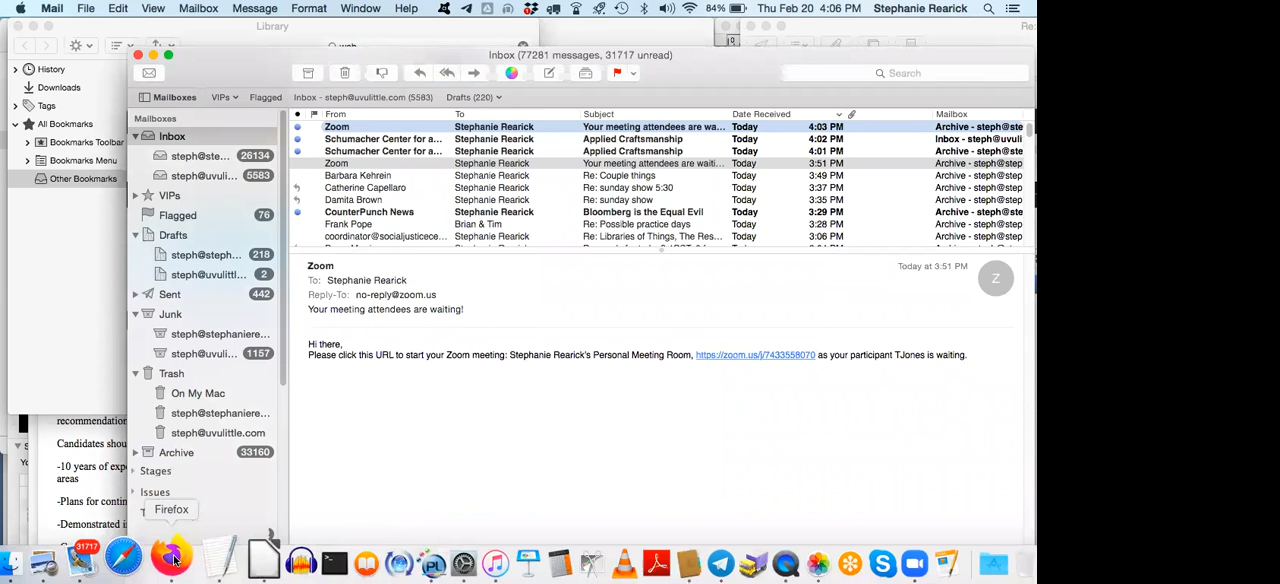 Mail File Edit View Mailbox Message Format Window Help 84% Thu Feb 20 4:06 PM Stephanie Rearick
Library
Re:
web
Inbox (77281 messages, 31717 unread)
History
Downloads
Tags
All Bookmarks
Bookmarks Toolbar
Bookmarks Menu
Other Bookmarks
Search
Mailboxes VIPs Flagged Inbox - steph@uvulittle.com (5583) Drafts (220)
Mailboxes
Inbox
steph@ste... 26134
steph@uvuli... 5583
VIPs
Flagged 76
Drafts
steph@steph... 218
steph@uvulittl... 2
Sent 442
Junk
steph@stephaniere...
steph@uvuli... 1157
Trash
On My Mac
steph@stephaniere...
steph@uvulittle.com
Archive 33160
Stages
Issues
From To Subject Date Received Mailbox
Zoom Stephanie Rearick Your meeting attendees are wa... Today 4:03 PM Archive - steph@ste
Schumacher Center for a... Stephanie Rearick Applied Craftsmanship Today 4:02 PM Inbox - steph@uvuli
Schumacher Center for a... Stephanie Rearick Applied Craftsmanship Today 4:01 PM Archive - steph@ste
Zoom Stephanie Rearick Your meeting attendees are waiti... Today 3:51 PM Archive - steph@step
Barbara Kehrein Stephanie Rearick Re: Couple things Today 3:49 PM Archive - steph@step
Catherine Capellaro Stephanie Rearick Re: sunday show 5:30 Today 3:37 PM Archive - steph@step
Damita Brown Stephanie Rearick Re: sunday show Today 3:35 PM Archive - steph@step
CounterPunch News Stephanie Rearick Bloomberg is the Equal Evil Today 3:29 PM Archive - steph@ste
Frank Pope Brian & Tim Re: Possible practice days Today 3:28 PM Archive - steph@step
coordinator@socialjusticece... Stephanie Rearick Re: Libraries of Things, The Res... Today 3:06 PM Archive - steph@step
Zoom Today at 3:51 PM
To: Stephanie Rearick
Z
Reply-To: no-reply@zoom.us
Your meeting attendees are waiting!
Hi there,
Please click this URL to start your Zoom meeting: Stephanie Rearick's Personal Meeting Room, https://zoom.us/j/7433558070 as your participant TJones is waiting.
recommendation
Candidates shou
-10 years of expe
areas
-Plans for contin
-Demonstrated in
Firefox
31717